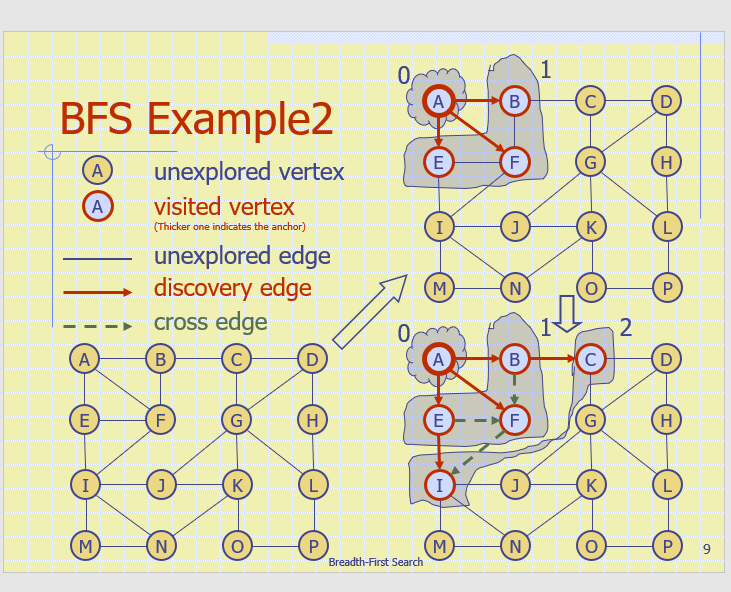 BFS Example2
A unexplored vertex
A visited vertex
(Thicker one indicates the anchor)
unexplored edge
discovery edge
cross edge
A B C D
E F G H
I J K L
M N O P
0 1
A B C D
E F G H
I J K L
M N O P
0 1 2
A B C D
E F G H
I J K L
M N O P
Breadth-First Search
9